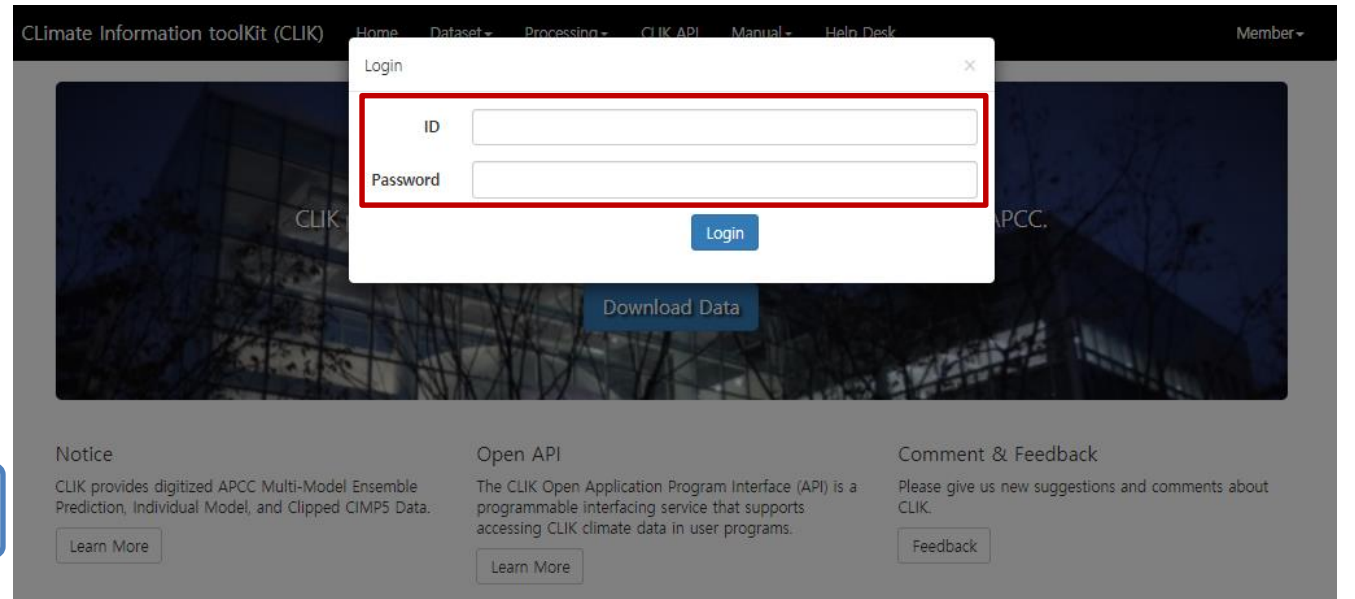 CLimate Information toolKit (CLIK) Home Dataset Processing CLIK API Manual Help Desk Member
Login ×
ID
Password
Login
CLIK
APCC.
Download Data
Notice
CLIK provides digitized APCC Multi-Model Ensemble
Prediction, Individual Model, and Clipped CIMP5 Data.
Learn More
Open API
The CLIK Open Application Program Interface (API) is a
programmable interfacing service that supports
accessing CLIK climate data in user programs.
Learn More
Comment & Feedback
Please give us new suggestions and comments about
CLIK.
Feedback